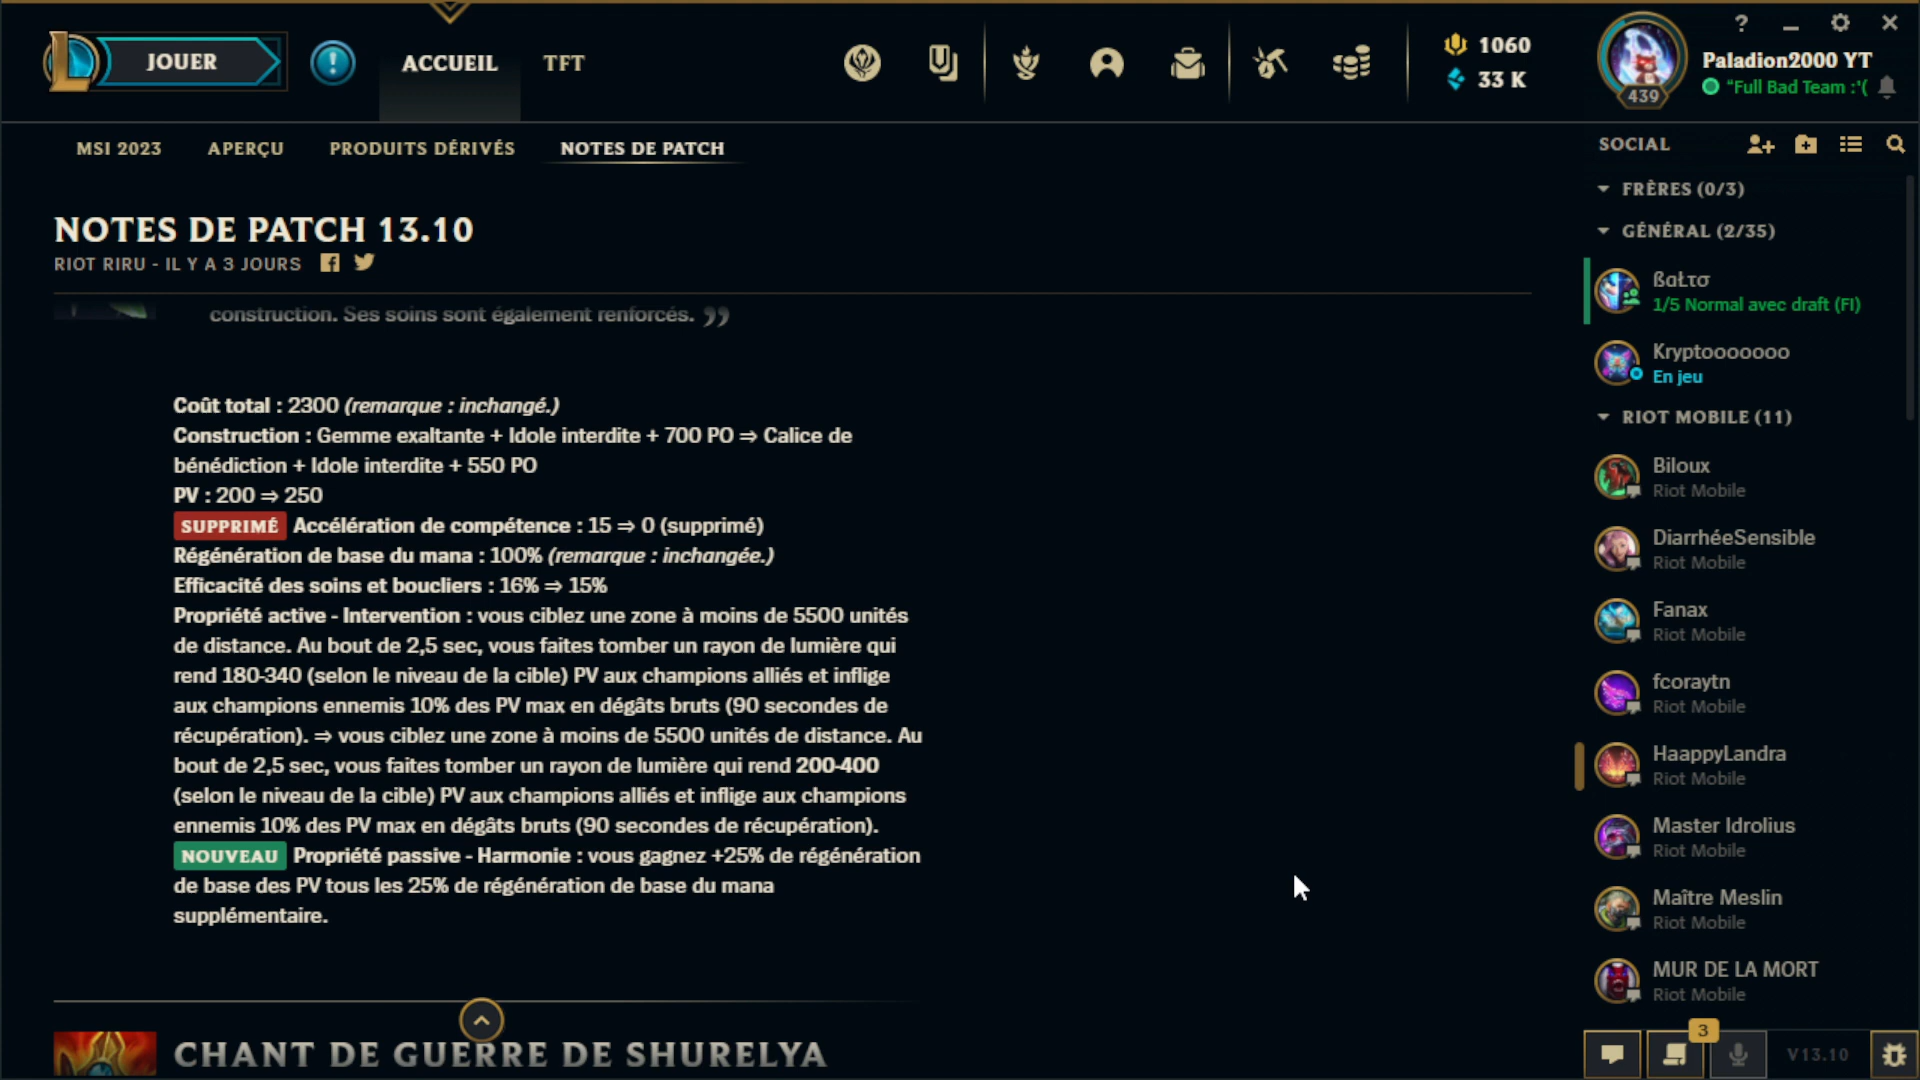 JOUER
ACCUEIL
TFT
1060
33 K
439
?
Paladion2000 YT
“Full Bad Team :'(
MSI 2023
APERÇU
PRODUITS DÉRIVÉS
NOTES DE PATCH
SOCIAL
NOTES DE PATCH 13.10
RIOT RIRU - IL Y A 3 JOURS
construction. Ses soins sont également renforcés. ”
Coût total : 2300 (remarque : inchangé.)
Construction : Gemme exaltante + Idole interdite + 700 PO ⇒ Calice de
bénédiction + Idole interdite + 550 PO
PV : 200 ⇒ 250
SUPPRIMÉ Accélération de compétence : 15 ⇒ 0 (supprimé)
Régénération de base du mana : 100% (remarque : inchangée.)
Efficacité des soins et boucliers : 16% ⇒ 15%
Propriété active - Intervention : vous ciblez une zone à moins de 5500 unités
de distance. Au bout de 2,5 sec, vous faites tomber un rayon de lumière qui
rend 180-340 (selon le niveau de la cible) PV aux champions alliés et inflige
aux champions ennemis 10% des PV max en dégâts bruts (90 secondes de
récupération). ⇒ vous ciblez une zone à moins de 5500 unités de distance. Au
bout de 2,5 sec, vous faites tomber un rayon de lumière qui rend 200-400
(selon le niveau de la cible) PV aux champions alliés et inflige aux champions
ennemis 10% des PV max en dégâts bruts (90 secondes de récupération).
NOUVEAU Propriété passive - Harmonie : vous gagnez +25% de régénération
de base des PV tous les 25% de régénération de base du mana
supplémentaire.
CHANT DE GUERRE DE SHURELYA
FRÈRES (0/3)
GÉNÉRAL (2/35)
ßαŁτσ
1/5 Normal avec draft (FI)
Kryptooooooo
En jeu
RIOT MOBILE (11)
Biloux
Riot Mobile
DiarrhéeSensible
Riot Mobile
Fanax
Riot Mobile
fcoraytn
Riot Mobile
HaappyLandra
Riot Mobile
Master Idrolius
Riot Mobile
Maître Meslin
Riot Mobile
MUR DE LA MORT
Riot Mobile
3
V13.10